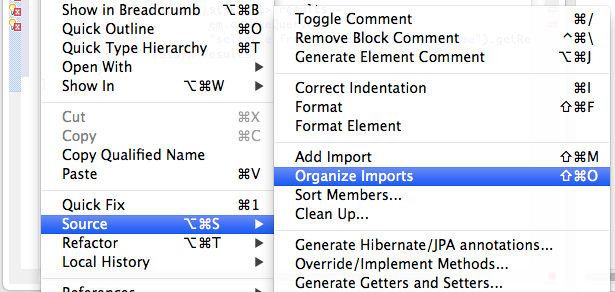 Show in Breadcrumb ⌥⌘B
Quick Outline ⌘O
Quick Type Hierarchy ⌘T
Open With ▶
Show In ⌥⌘W ▶
Cut ⌘X
Copy ⌘C
Copy Qualified Name
Paste ⌘V
Quick Fix ⌘1
Source ⌥⌘S ▶
Refactor ⌥⌘T ▶
Local History ▶
References
Toggle Comment ⌘/
Remove Block Comment ^⌘\
Generate Element Comment ⌥⌘J
Correct Indentation ⌘I
Format ⇧⌘F
Format Element
Add Import ⇧⌘M
Organize Imports ⇧⌘O
Sort Members...
Clean Up...
Generate Hibernate/JPA annotations...
Override/Implement Methods...
Generate Getters and Setters...